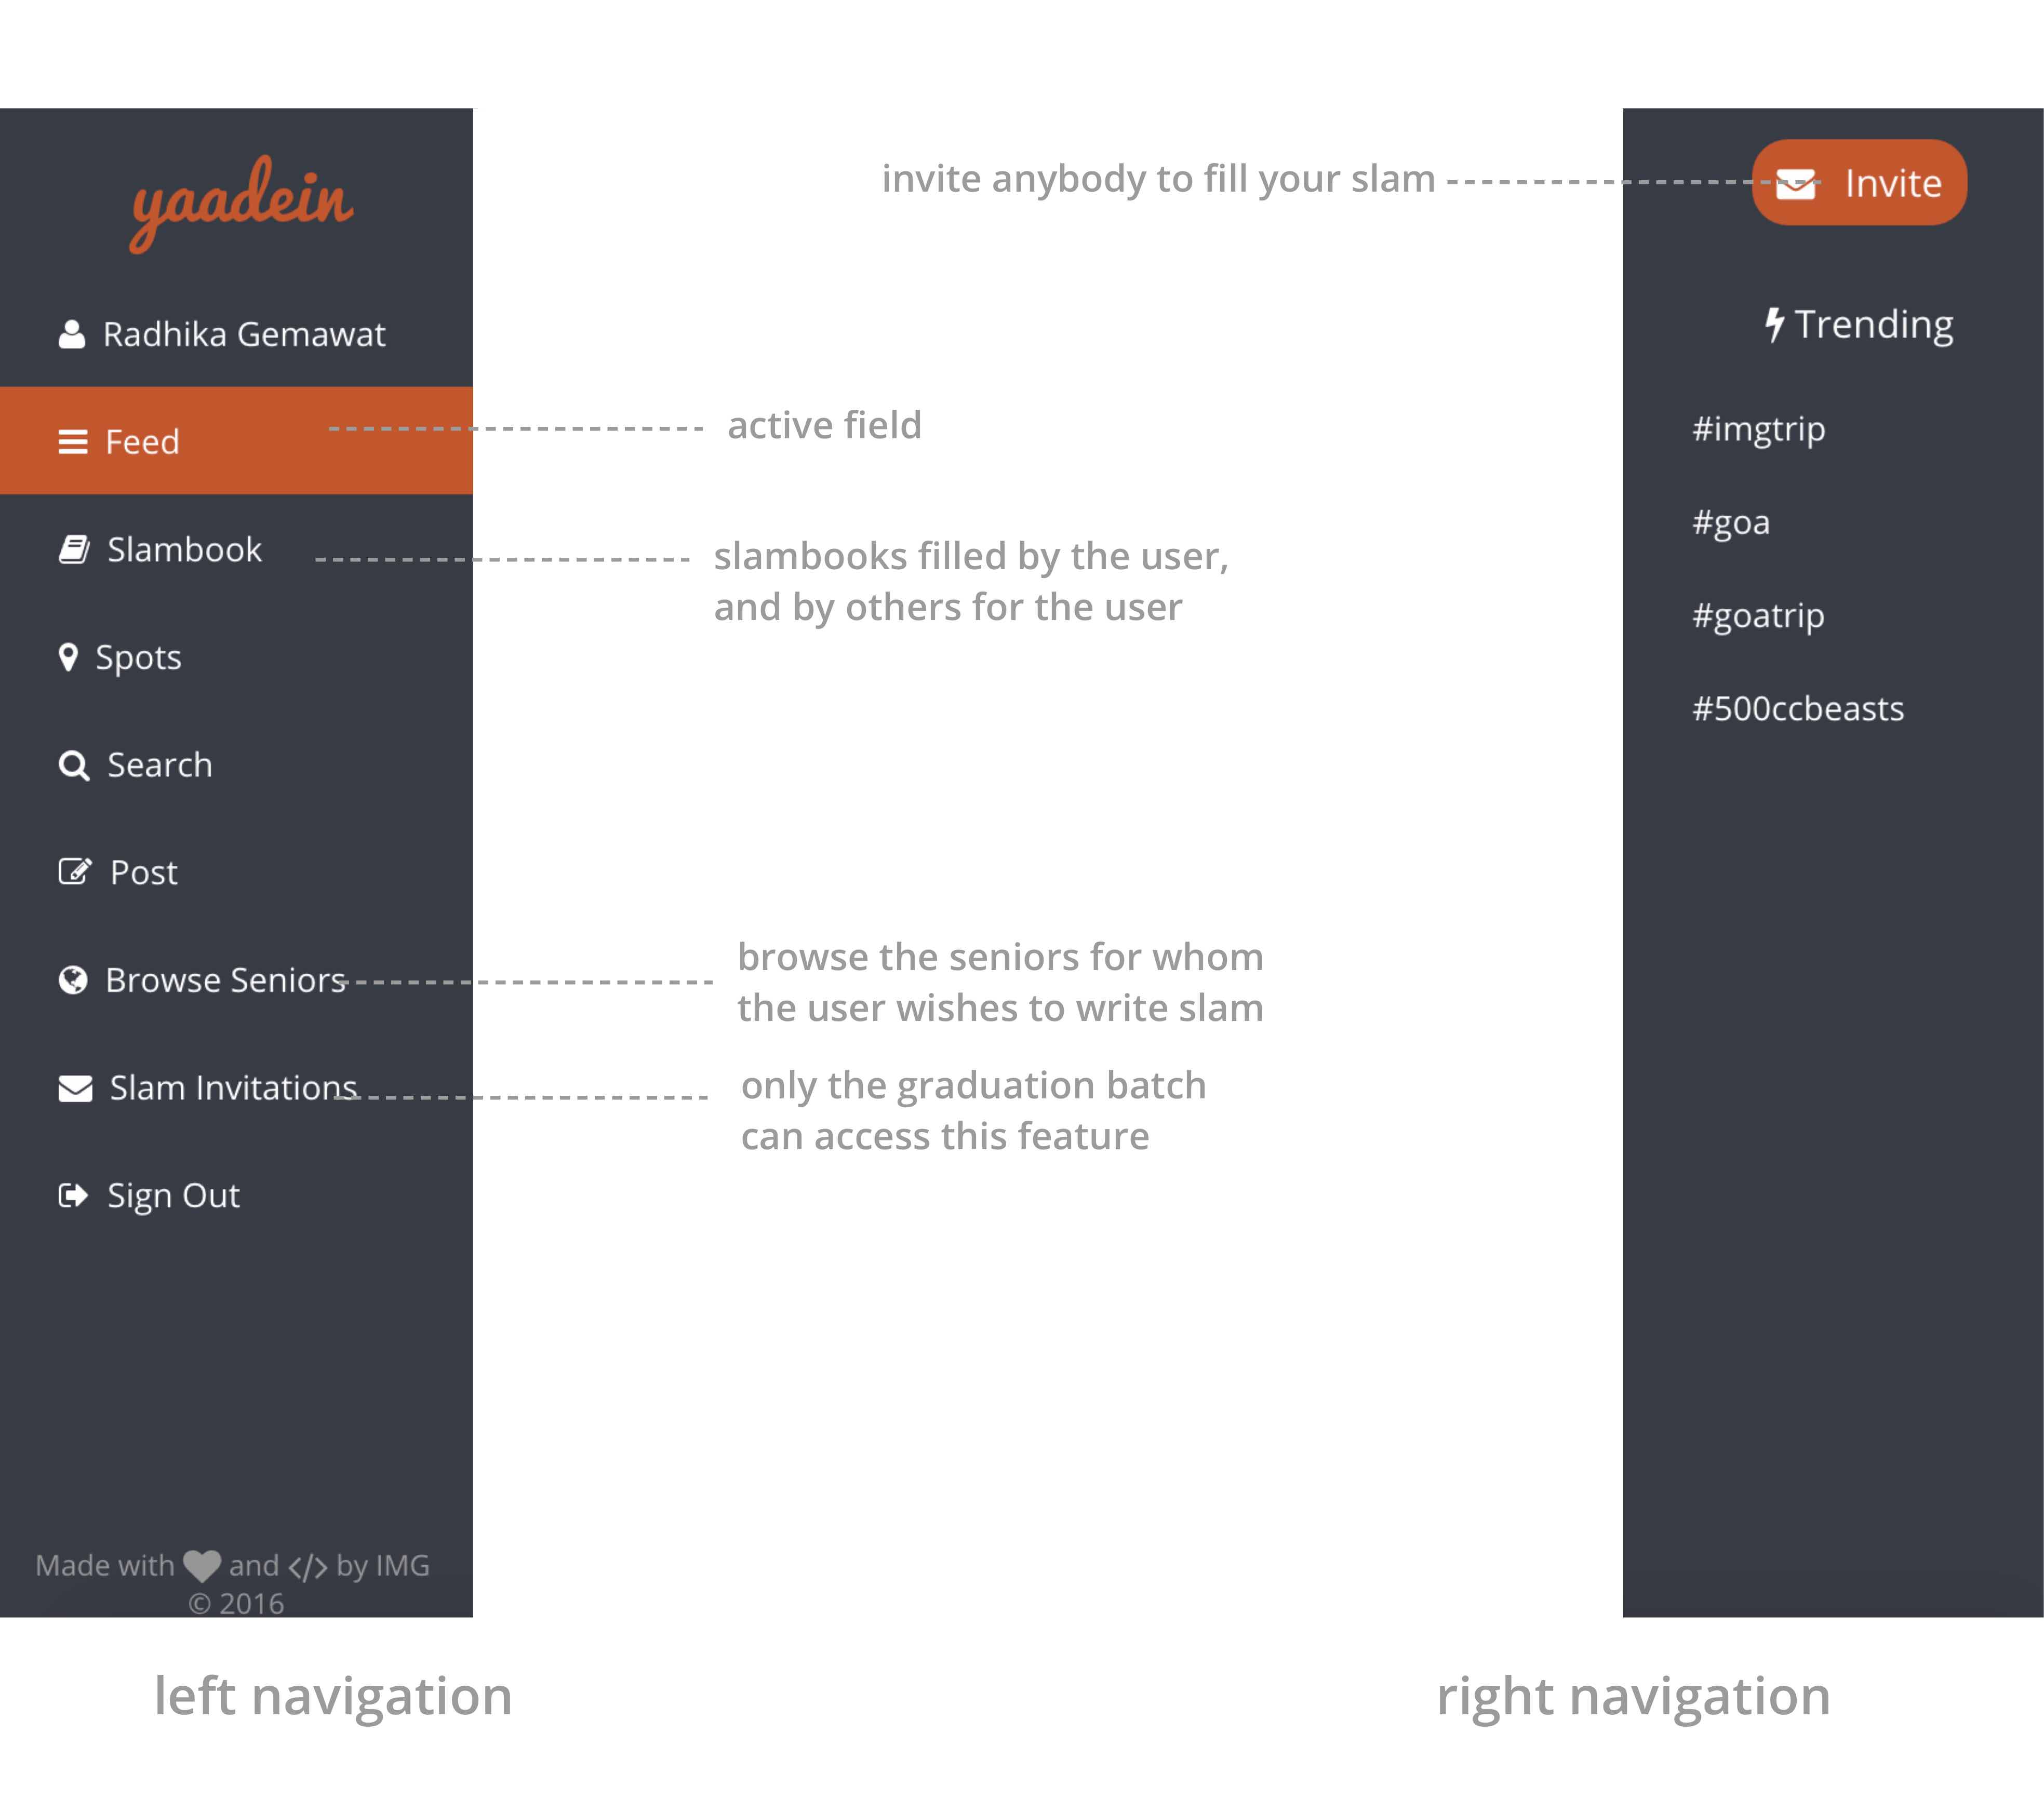 yaadein
Radhika Gemawat
Feed
Slambook
Spots
Search
Post
Browse Seniors
Slam Invitations
Sign Out
Made with and </> by IMG
© 2016
left navigation
active field
slambooks filled by the user,
and by others for the user
browse the seniors for whom
the user wishes to write slam
only the graduation batch
can access this feature
invite anybody to fill your slam
Invite
Trending
#imgtrip
#goa
#goatrip
#500ccbeasts
right navigation